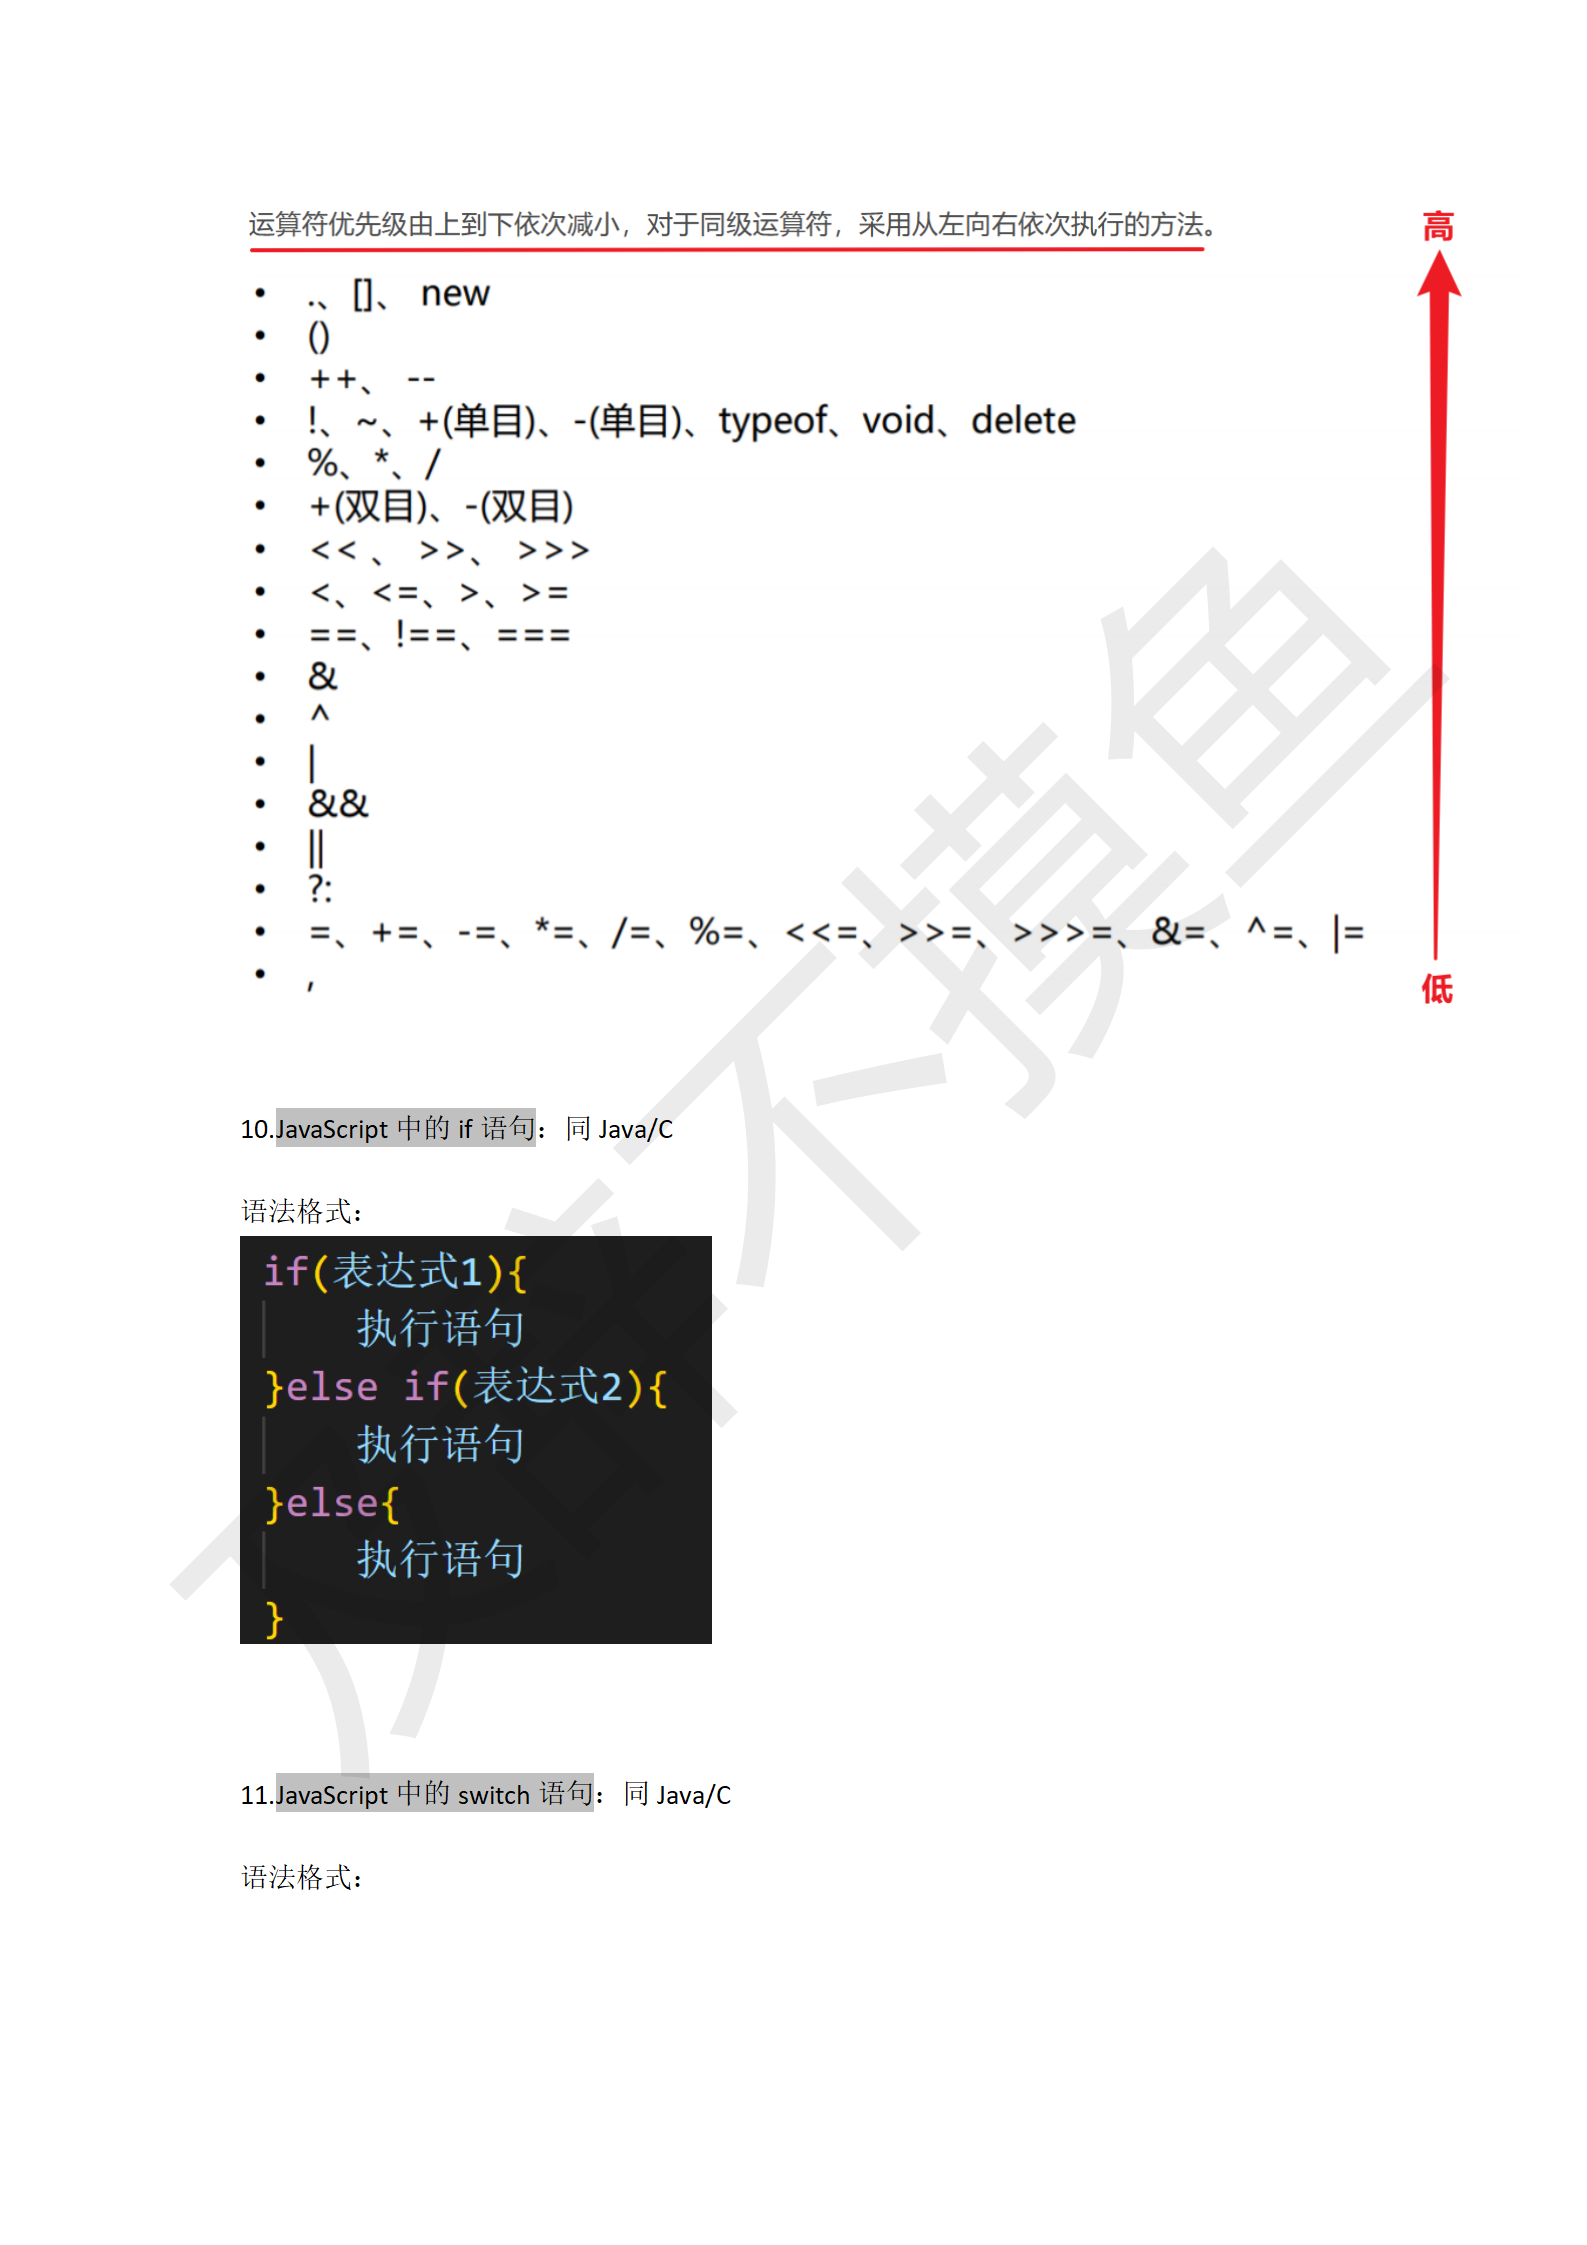 运算符优先级由上到下依次减小，对于同级运算符，采用从左向右依次执行的方法。
高
• .、[]、 new
• ()
• ++、 --
• !、~、+(单目)、-(单目)、typeof、void、delete
• %、*、/
• +(双目)、-(双目)
• << 、 >>、 >>>
• <、<=、>、>=
• ==、!==、===
• &
• ^
• |
• &&
• ||
• ?:
• =、+=、-=、*=、/=、%=、<<=、>>=、>>>=、&=、^=、|=
• ,
低
10.JavaScript 中的 if 语句：同 Java/C
语法格式：
if(表达式1){
执行语句
}else if(表达式2){
执行语句
}else{
执行语句
}
11.JavaScript 中的 switch 语句：同 Java/C
语法格式：
不摸鱼